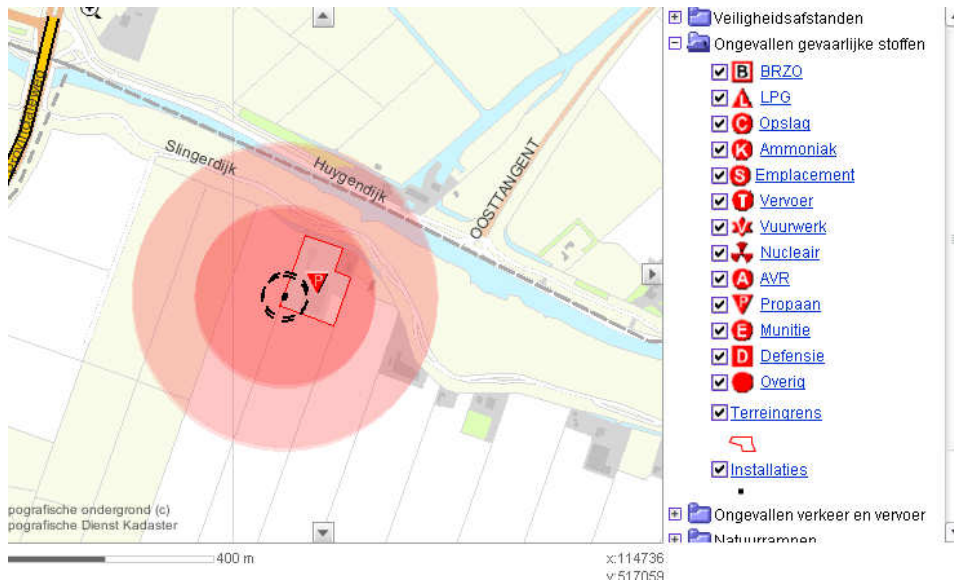 Slingerdijk
Huygendijk
OOSTTANGENT
P
pografische ondergrond (c)
pografische Dienst Kadaster
400 m
x:114736
y:517059
Veiligheidsafstanden
Ongevallen gevaarlijke stoffen
B BRZO
L LPG
C Opslag
K Ammoniak
S Emplacement
T Vervoer
Vuurwerk
Nucleair
A AVR
P Propaan
E Munitie
D Defensie
Overig
Terreingrens
Installaties
Ongevallen verkeer en vervoer
Natuurrampen